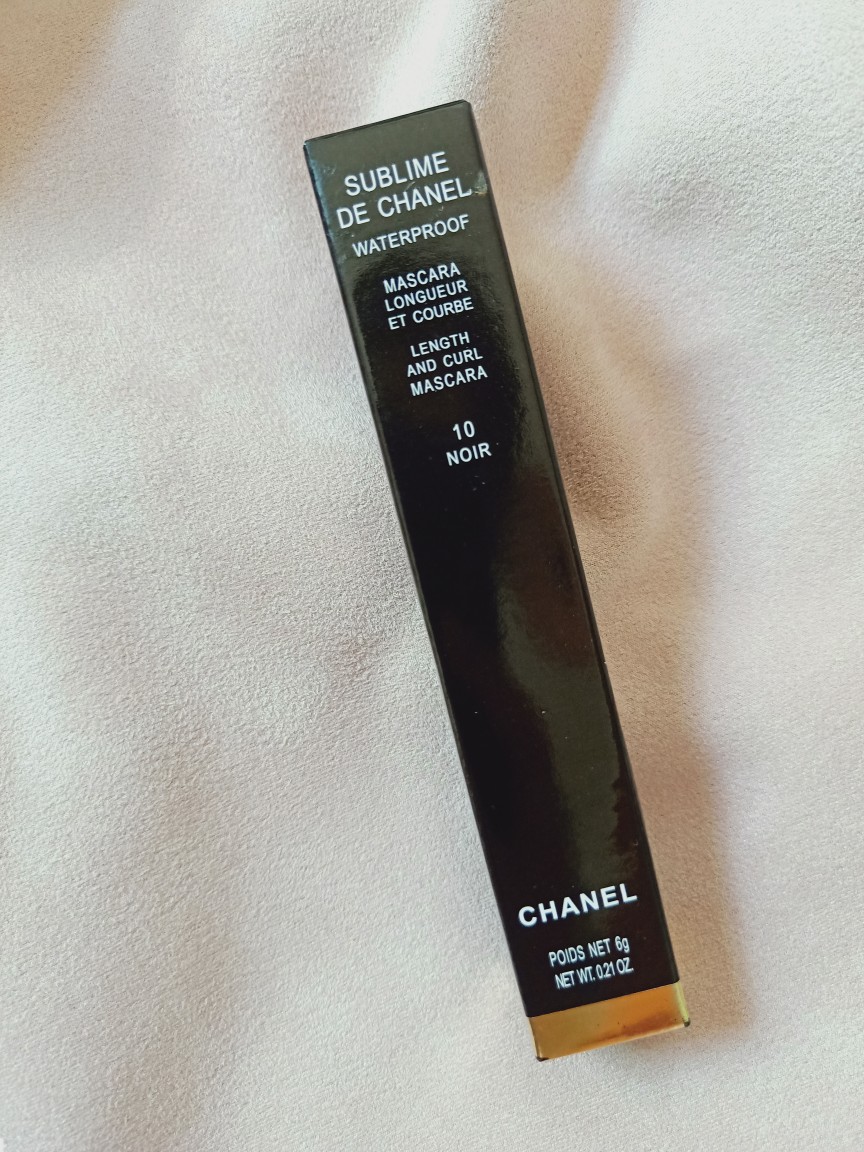 SUBLIME
DE CHANEL
WATERPROOF
MASCARA
LONGUEUR
ET COURBE
LENGTH
AND CURL
MASCARA
10
NOIR
CHANEL
POIDS NET 6g
NET WT. 0.21 OZ.